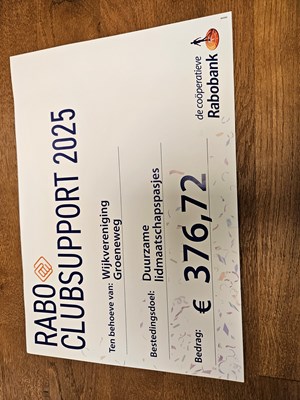 RABO
CLUBSUPPORT 2025
Ten behoeve van: Wijkvereniging
Groeneweg
Bestedingsdoel: Duurzame
lidmaatschapspasjes
Bedrag: € 376,72
de coöperatieve
Rabobank